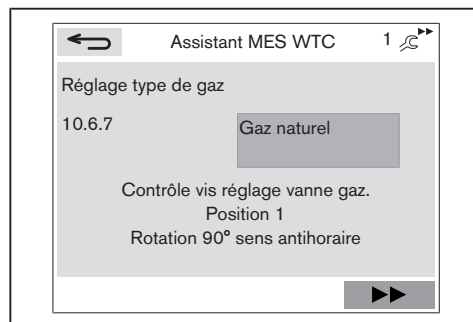 Assistant MES WTC 1
Réglage type de gaz
10.6.7 Gaz naturel
Contrôle vis réglage vanne gaz.
Position 1
Rotation 90° sens antihoraire